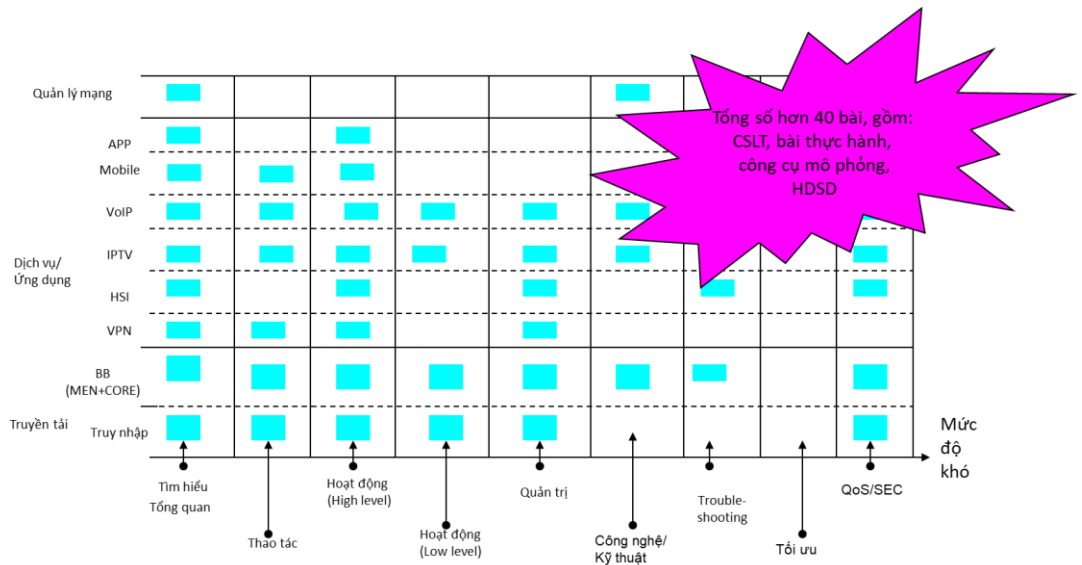 Quản lý mạng
APP
Mobile
VoIP
IPTV
HSI
VPN
Dịch vụ/
Ứng dụng
BB
(MEN+CORE)
Truyền tải
Truy nhập
Tổng số hơn 40 bài, gồm:
CSLT, bài thực hành,
công cụ mô phỏng,
HDSD
Mức
độ
khó
Tìm hiểu
Tổng quan
Thao tác
Hoạt động
(High level)
Hoạt động
(Low level)
Quản trị
Công nghệ/
Kỹ thuật
Trouble-
shooting
Tối ưu
QoS/SEC